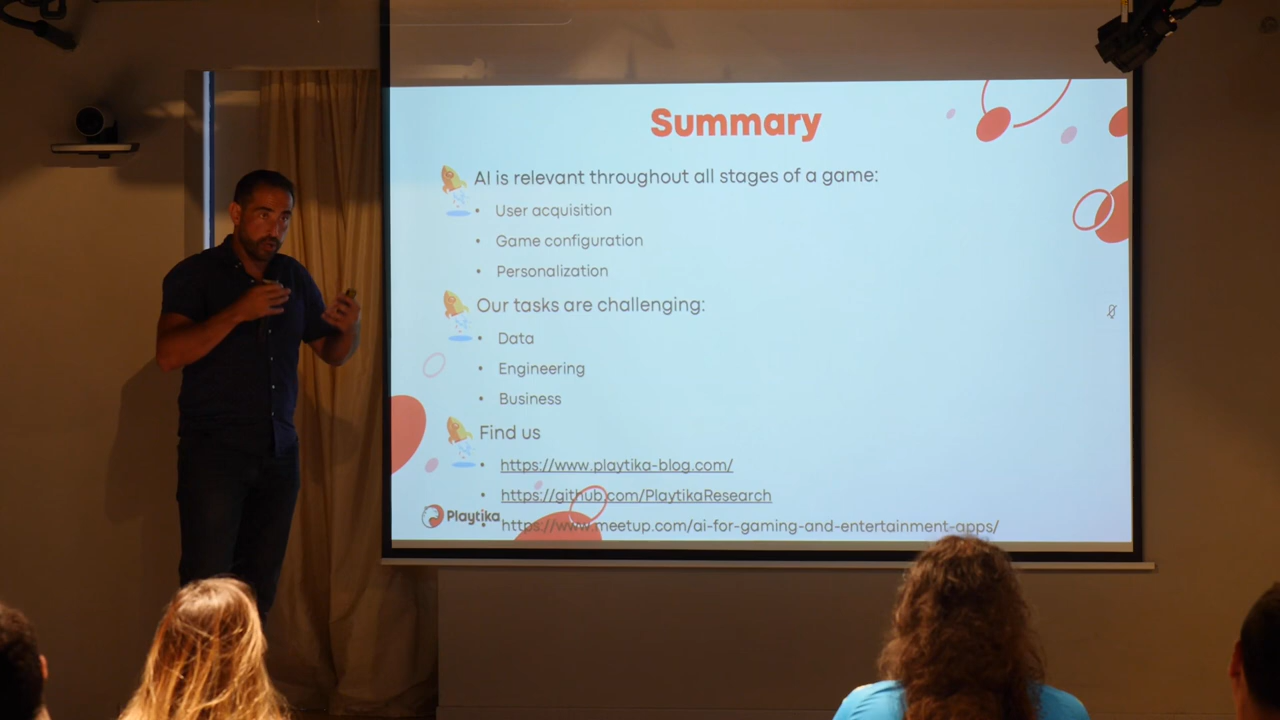 Summary
AI is relevant throughout all stages of a game:
• User acquisition
• Game configuration
• Personalization
Our tasks are challenging:
• Data
• Engineering
• Business
Find us
• https://www.playtika-blog.com/
• https://github.com/PlaytikaResearch
• https://www.meetup.com/ai-for-gaming-and-entertainment-apps/
Playtika